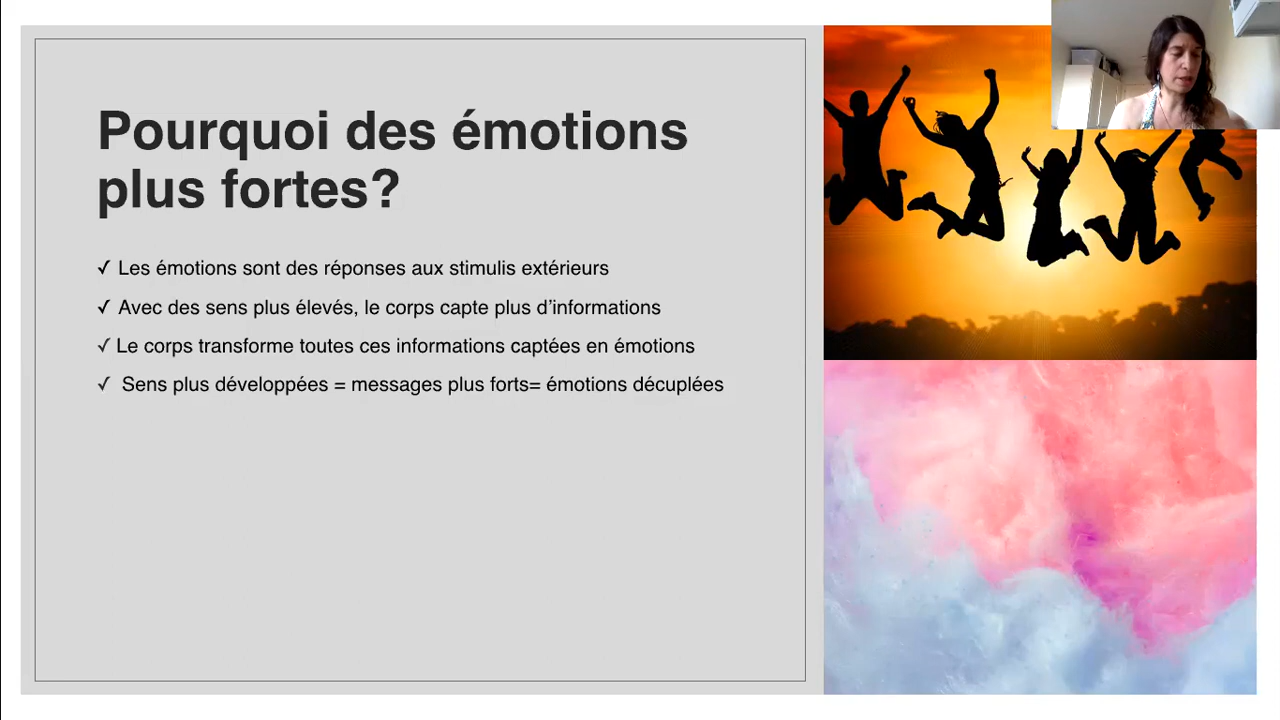 Pourquoi des émotions
plus fortes?
✓ Les émotions sont des réponses aux stimulis extérieurs
✓ Avec des sens plus élevés, le corps capte plus d’informations
✓ Le corps transforme toutes ces informations captées en émotions
✓ Sens plus développées = messages plus forts= émotions décuplées